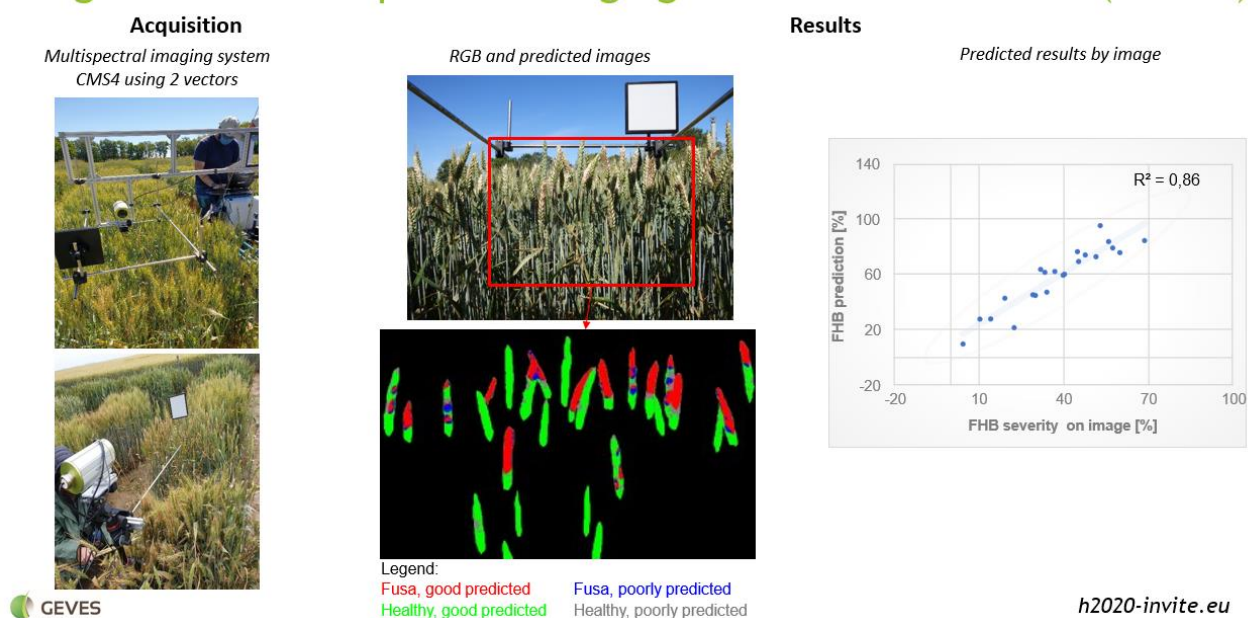 Acquisition
Multispectral imaging system
CMS4 using 2 vectors
Results
RGB and predicted images
Predicted results by image
140
100
60
20
-20
-20
10
40
70
100
R² = 0,86
FHB prediction [%]
FHB severity on image [%]
Legend:
Fusa, good predicted
Fusa, poorly predicted
Healthy, good predicted
Healthy, poorly predicted
GEVES
h2020-invite.eu